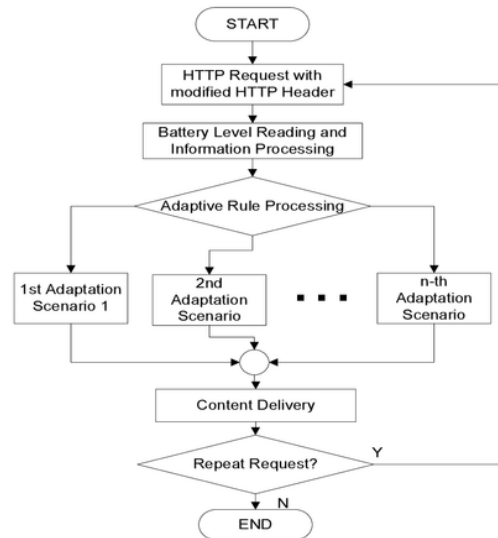 START
HTTP Request with
modified HTTP Header
Battery Level Reading and
Information Processing
Adaptive Rule Processing
1st Adaptation
Scenario 1
2nd
Adaptation
Scenario
n-th
Adaptation
Scenario
Content Delivery
Repeat Request?
Y
N
END